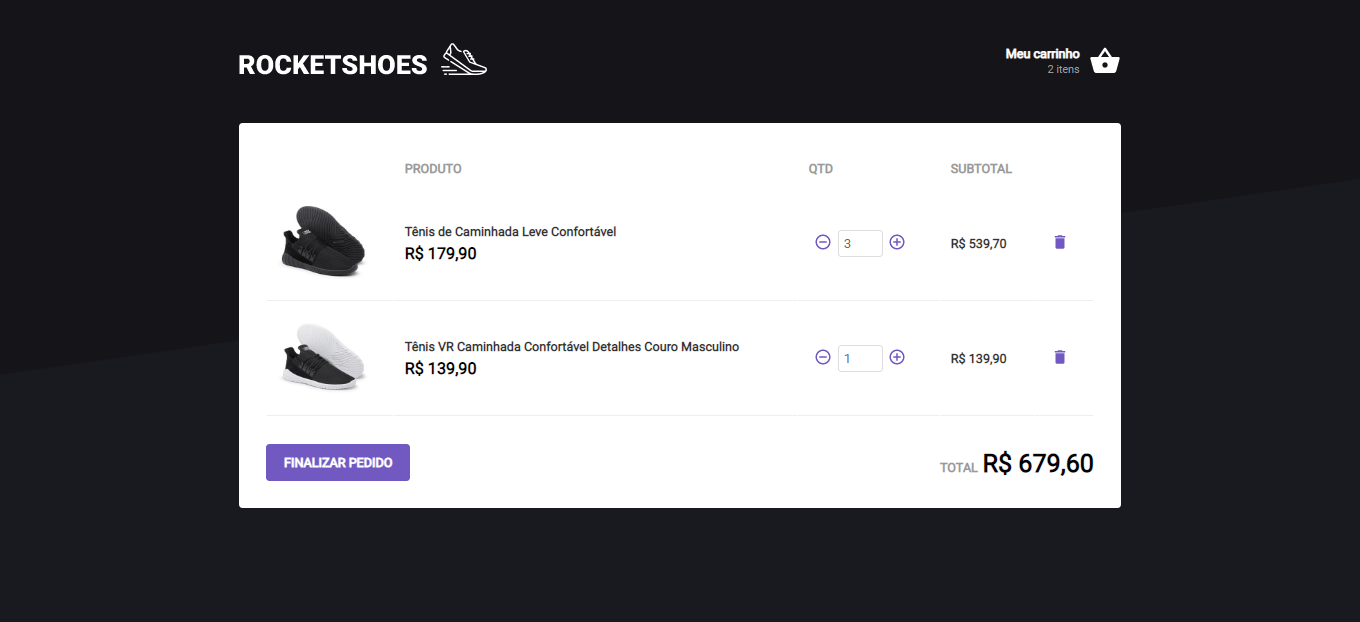 ROCKETSHOES
Meu carrinho
2 itens
PRODUTO QTD SUBTOTAL
Tênis de Caminhada Leve Confortável
R$ 179,90
3
R$ 539,70
Tênis VR Caminhada Confortável Detalhes Couro Masculino
R$ 139,90
1
R$ 139,90
FINALIZAR PEDIDO
TOTAL R$ 679,60